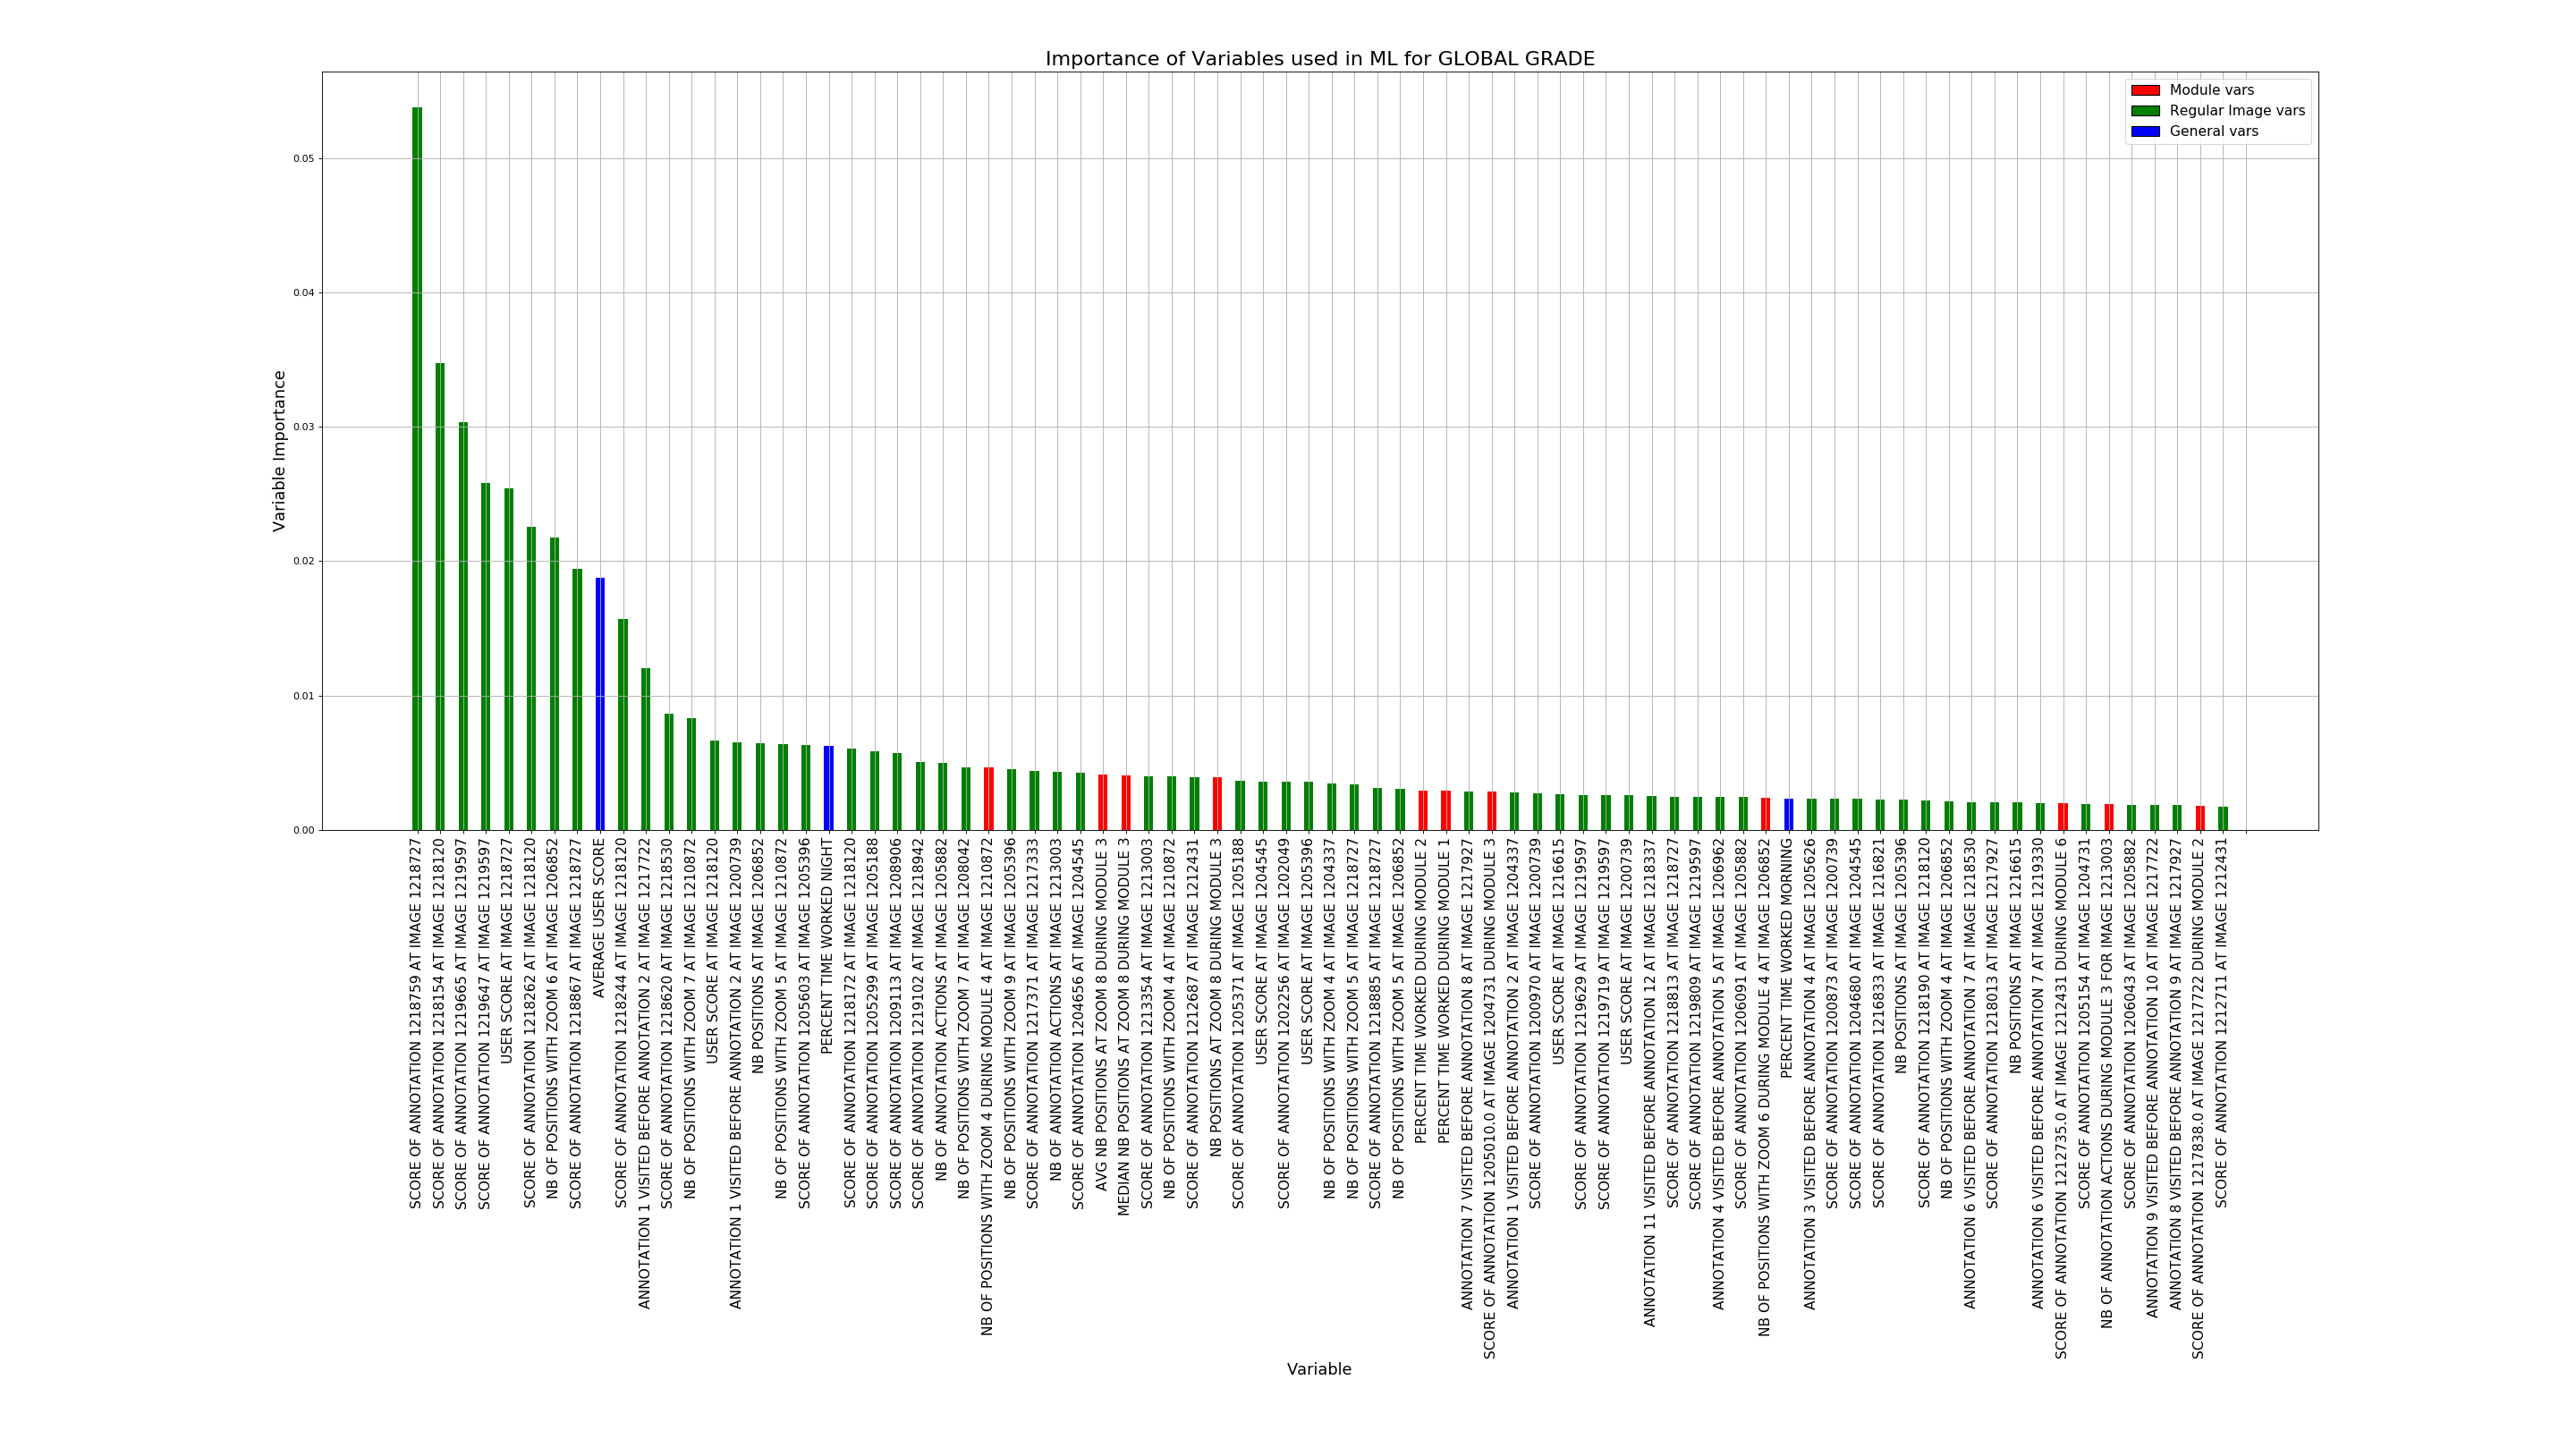 Importance of Variables used in ML for GLOBAL GRADE
Module vars
Regular Image vars
General vars
Variable Importance
0.05
0.04
0.03
0.02
0.01
0.00
SCORE OF ANNOTATION 1218759 AT IMAGE 1218727
SCORE OF ANNOTATION 1218154 AT IMAGE 1218120
SCORE OF ANNOTATION 1219665 AT IMAGE 1219597
SCORE OF ANNOTATION 1219647 AT IMAGE 1219597
USER SCORE AT IMAGE 1218727
SCORE OF ANNOTATION 1218262 AT IMAGE 1218120
NB OF POSITIONS WITH ZOOM 6 AT IMAGE 1206852
SCORE OF ANNOTATION 1218867 AT IMAGE 1218727
AVERAGE USER SCORE
SCORE OF ANNOTATION 1218244 AT IMAGE 1218120
ANNOTATION 1 VISITED BEFORE ANNOTATION 2 AT IMAGE 1217722
SCORE OF ANNOTATION 1218620 AT IMAGE 1218530
NB OF POSITIONS WITH ZOOM 7 AT IMAGE 1210872
USER SCORE AT IMAGE 1218120
ANNOTATION 1 VISITED BEFORE ANNOTATION 2 AT IMAGE 1200739
NB POSITIONS AT IMAGE 1206852
NB OF POSITIONS WITH ZOOM 5 AT IMAGE 1210872
SCORE OF ANNOTATION 1205603 AT IMAGE 1205396
PERCENT TIME WORKED NIGHT
SCORE OF ANNOTATION 1218172 AT IMAGE 1218120
SCORE OF ANNOTATION 1205299 AT IMAGE 1205188
SCORE OF ANNOTATION 1209113 AT IMAGE 1208906
SCORE OF ANNOTATION 1219102 AT IMAGE 1218942
NB OF ANNOTATION ACTIONS AT IMAGE 1205882
NB OF POSITIONS WITH ZOOM 7 AT IMAGE 1208042
NB OF POSITIONS WITH ZOOM 4 DURING MODULE 4 AT IMAGE 1210872
NB OF POSITIONS WITH ZOOM 9 AT IMAGE 1205396
SCORE OF ANNOTATION 1217371 AT IMAGE 1217333
NB OF ANNOTATION ACTIONS AT IMAGE 1213003
SCORE OF ANNOTATION 1204656 AT IMAGE 1204545
AVG NB POSITIONS AT ZOOM 8 DURING MODULE 3
MEDIAN NB POSITIONS AT ZOOM 8 DURING MODULE 3
SCORE OF ANNOTATION 1213354 AT IMAGE 1213003
NB OF POSITIONS WITH ZOOM 4 AT IMAGE 1210872
SCORE OF ANNOTATION 1212687 AT IMAGE 1212431
NB POSITIONS AT ZOOM 8 DURING MODULE 3
SCORE OF ANNOTATION 1205371 AT IMAGE 1205188
USER SCORE AT IMAGE 1204545
SCORE OF ANNOTATION 1202256 AT IMAGE 1202049
USER SCORE AT IMAGE 1205396
NB OF POSITIONS WITH ZOOM 4 AT IMAGE 1204337
NB OF POSITIONS WITH ZOOM 5 AT IMAGE 1218727
SCORE OF ANNOTATION 1218885 AT IMAGE 1218727
NB OF POSITIONS WITH ZOOM 5 AT IMAGE 1206852
PERCENT TIME WORKED DURING MODULE 2
PERCENT TIME WORKED DURING MODULE 1
ANNOTATION 7 VISITED BEFORE ANNOTATION 8 AT IMAGE 1217927
SCORE OF ANNOTATION 1205010.0 AT IMAGE 1204731 DURING MODULE 3
ANNOTATION 1 VISITED BEFORE ANNOTATION 2 AT IMAGE 1204337
SCORE OF ANNOTATION 1200970 AT IMAGE 1200739
USER SCORE AT IMAGE 1216615
SCORE OF ANNOTATION 1219629 AT IMAGE 1219597
SCORE OF ANNOTATION 1219719 AT IMAGE 1219597
USER SCORE AT IMAGE 1200739
ANNOTATION 11 VISITED BEFORE ANNOTATION 12 AT IMAGE 1218337
SCORE OF ANNOTATION 1218813 AT IMAGE 1218727
SCORE OF ANNOTATION 1219809 AT IMAGE 1219597
ANNOTATION 4 VISITED BEFORE ANNOTATION 5 AT IMAGE 1206962
SCORE OF ANNOTATION 1206091 AT IMAGE 1205882
NB OF POSITIONS WITH ZOOM 6 DURING MODULE 4 AT IMAGE 1206852
PERCENT TIME WORKED MORNING
ANNOTATION 3 VISITED BEFORE ANNOTATION 4 AT IMAGE 1205626
SCORE OF ANNOTATION 1200873 AT IMAGE 1200739
SCORE OF ANNOTATION 1204680 AT IMAGE 1204545
SCORE OF ANNOTATION 1216833 AT IMAGE 1216821
NB POSITIONS AT IMAGE 1205396
SCORE OF ANNOTATION 1218190 AT IMAGE 1218120
NB OF POSITIONS WITH ZOOM 4 AT IMAGE 1206852
ANNOTATION 6 VISITED BEFORE ANNOTATION 7 AT IMAGE 1218530
SCORE OF ANNOTATION 1218013 AT IMAGE 1217927
NB POSITIONS AT IMAGE 1216615
ANNOTATION 6 VISITED BEFORE ANNOTATION 7 AT IMAGE 1219330
SCORE OF ANNOTATION 1212735.0 AT IMAGE 1212431 DURING MODULE 6
SCORE OF ANNOTATION 1205154 AT IMAGE 1204731
NB OF ANNOTATION ACTIONS DURING MODULE 3 FOR IMAGE 1213003
SCORE OF ANNOTATION 1206043 AT IMAGE 1205882
ANNOTATION 9 VISITED BEFORE ANNOTATION 10 AT IMAGE 1217722
ANNOTATION 8 VISITED BEFORE ANNOTATION 9 AT IMAGE 1217927
SCORE OF ANNOTATION 1217838.0 AT IMAGE 1217722 DURING MODULE 2
SCORE OF ANNOTATION 1212711 AT IMAGE 1212431
Variable